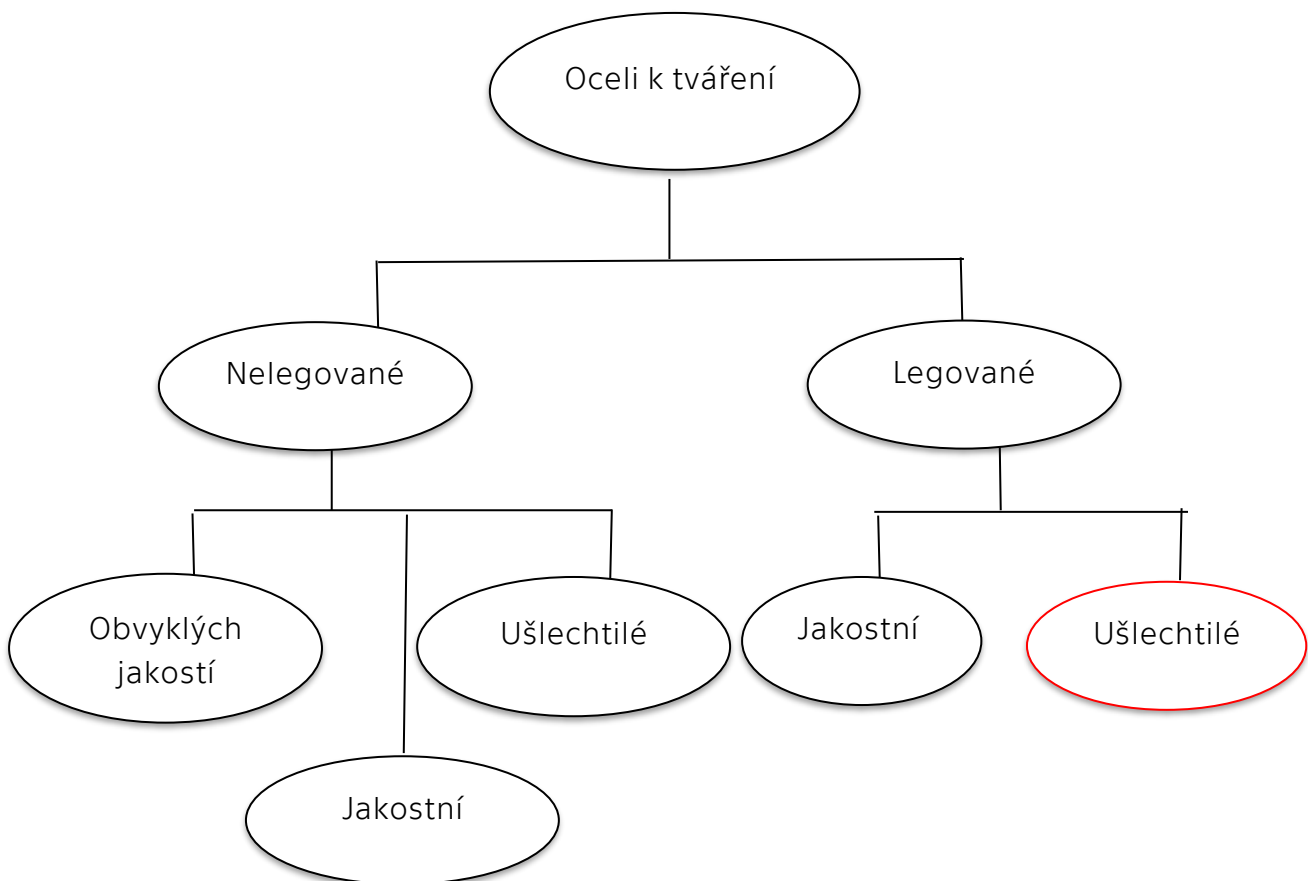 Oceli k tváření
Nelegované
Legované
Obvyklých
jakostí
Ušlechtilé
Jakostní
Ušlechtilé
Jakostní